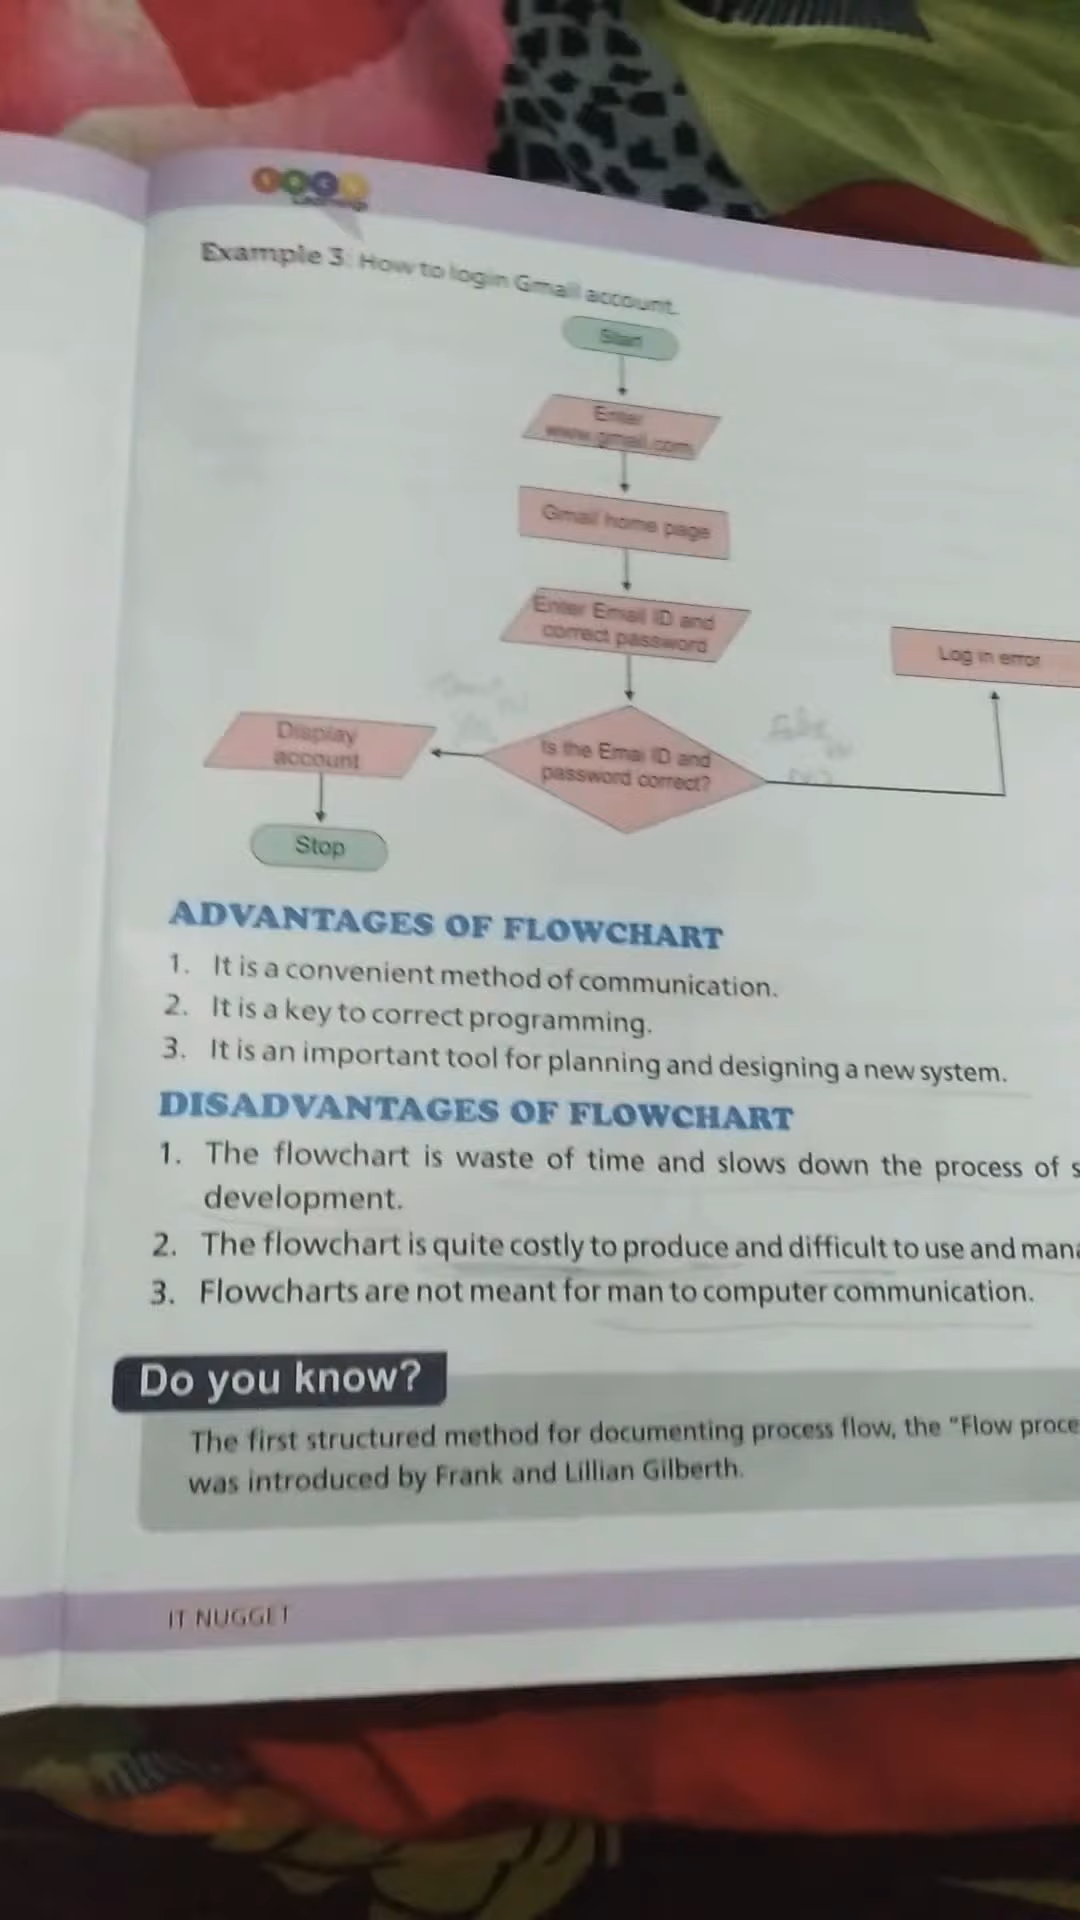 Example 3: How to login Gmail account.
Start
Enter
www.gmail.com
Gmail home page
Enter Email ID and
correct password
Log in error
Is the Emai ID and
password correct?
Display
account
Stop
ADVANTAGES OF FLOWCHART
1. It is a convenient method of communication.
2. It is a key to correct programming.
3. It is an important tool for planning and designing a new system.
DISADVANTAGES OF FLOWCHART
1. The flowchart is waste of time and slows down the process of s
development.
2. The flowchart is quite costly to produce and difficult to use and mana
3. Flowcharts are not meant for man to computer communication.
Do you know?
The first structured method for documenting process flow, the "Flow proce
was introduced by Frank and Lillian Gilberth.
IT NUGGET